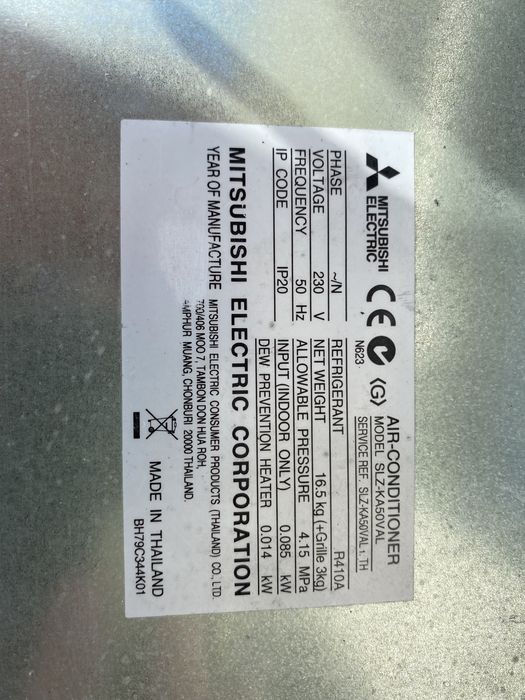 MITSUBISHI
ELECTRIC
CE
N623
⟨G⟩
AIR-CONDITIONER
MODEL SLZ-KA50VAL
SERVICE REF. SLZ-KA50VAL 1. TH
PHASE ~/N
VOLTAGE 230 V
FREQUENCY 50 Hz
IP CODE IP20
REFRIGERANT R410A
NET WEIGHT 16.5 kg (+Grille 3kg)
ALLOWABLE PRESSURE 4.15 MPa
INPUT (INDOOR ONLY) 0.085 kW
DEW PREVENTION HEATER 0.014 kW
MITSUBISHI ELECTRIC CORPORATION
YEAR OF MANUFACTURE
MITSUBISHI ELECTRIC CONSUMER PRODUCTS (THAILAND) CO., LTD.
700/406 MOO 7, TAMBON DON HUA ROH,
AMPHUR MUANG, CHONBURI 20000 THAILAND.
MADE IN THAILAND
BH79C344K01